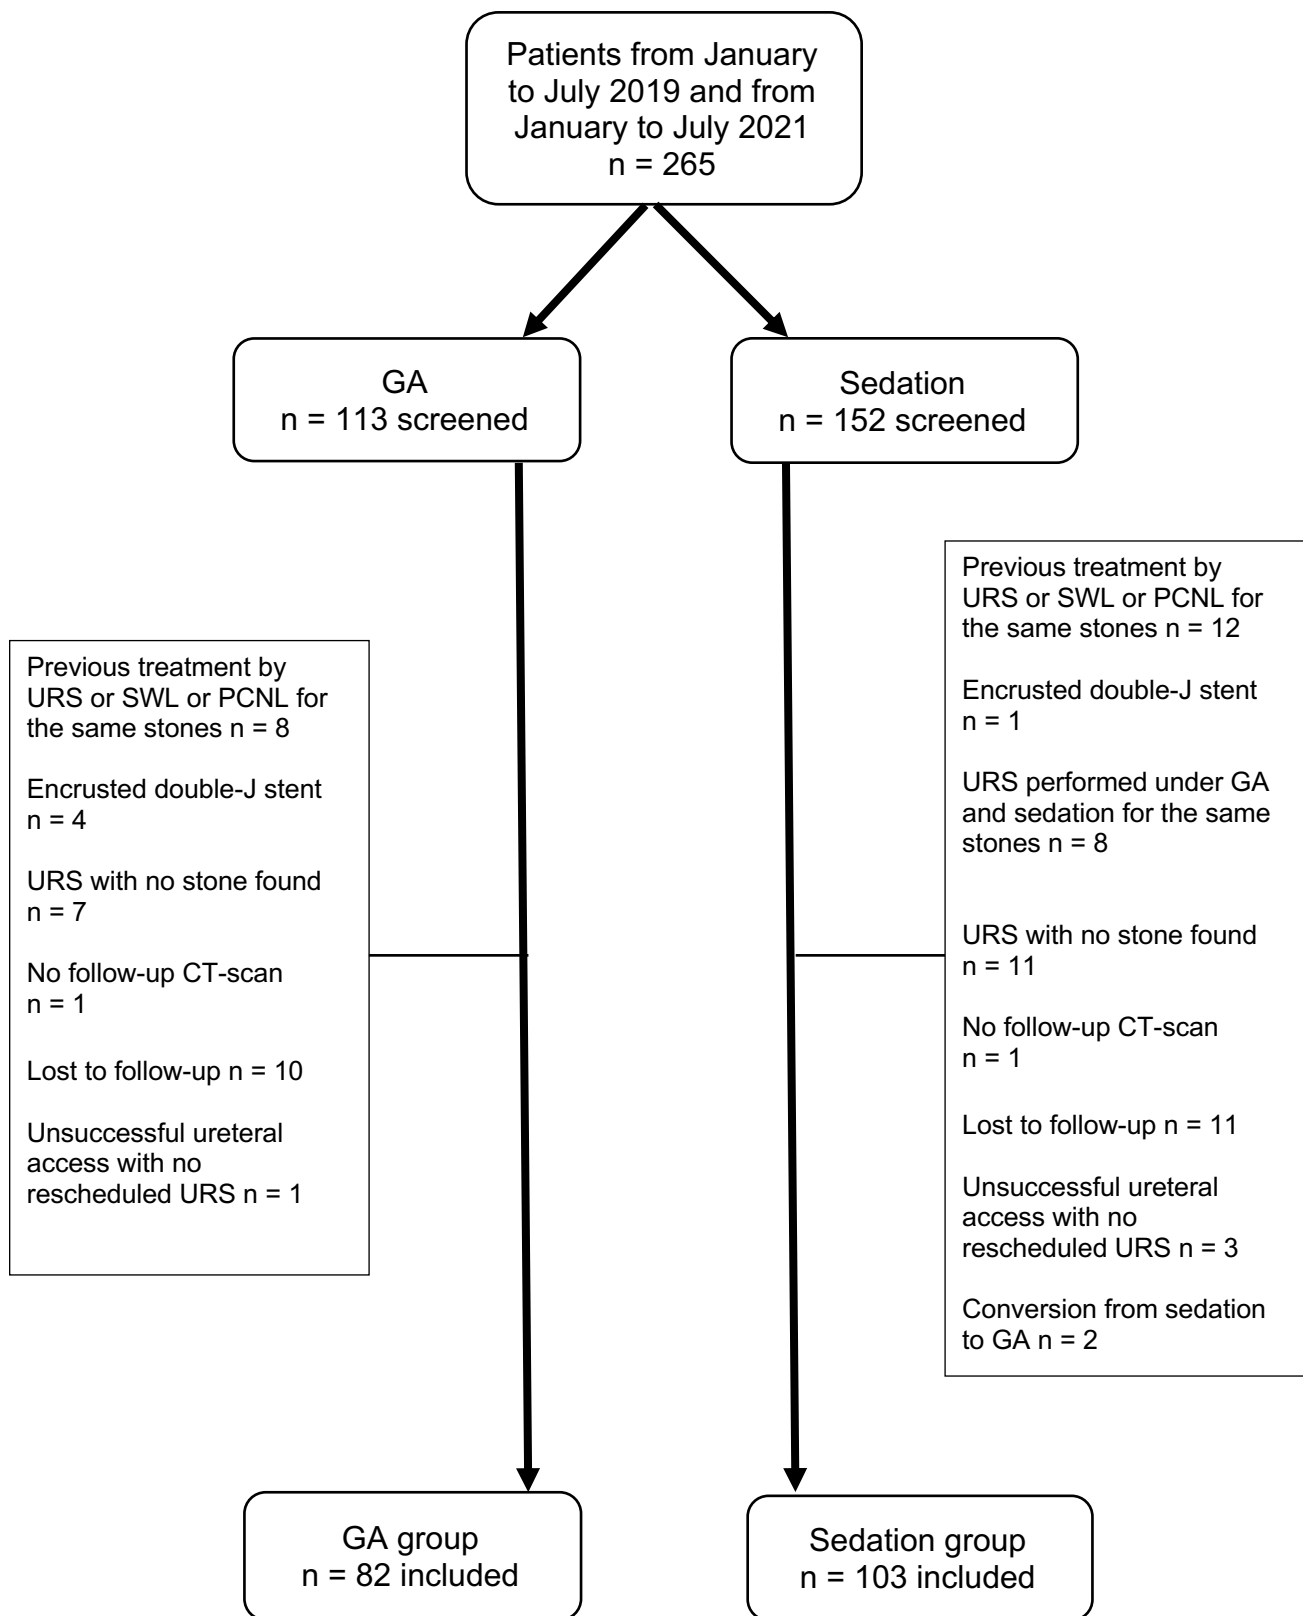 Patients from January
to July 2019 and from
January to July 2021
n = 265
GA
n = 113 screened
Sedation
n = 152 screened
Previous treatment by
URS or SWL or PCNL for
the same stones n = 8
Encrusted double-J stent
n = 4
URS with no stone found
n = 7
No follow-up CT-scan
n = 1
Lost to follow-up n = 10
Unsuccessful ureteral
access with no
rescheduled URS n = 1
Previous treatment by
URS or SWL or PCNL for
the same stones n = 12
Encrusted double-J stent
n = 1
URS performed under GA
and sedation for the same
stones n = 8
URS with no stone found
n = 11
No follow-up CT-scan
n = 1
Lost to follow-up n = 11
Unsuccessful ureteral
access with no
rescheduled URS n = 3
Conversion from sedation
to GA n = 2
GA group
n = 82 included
Sedation group
n = 103 included